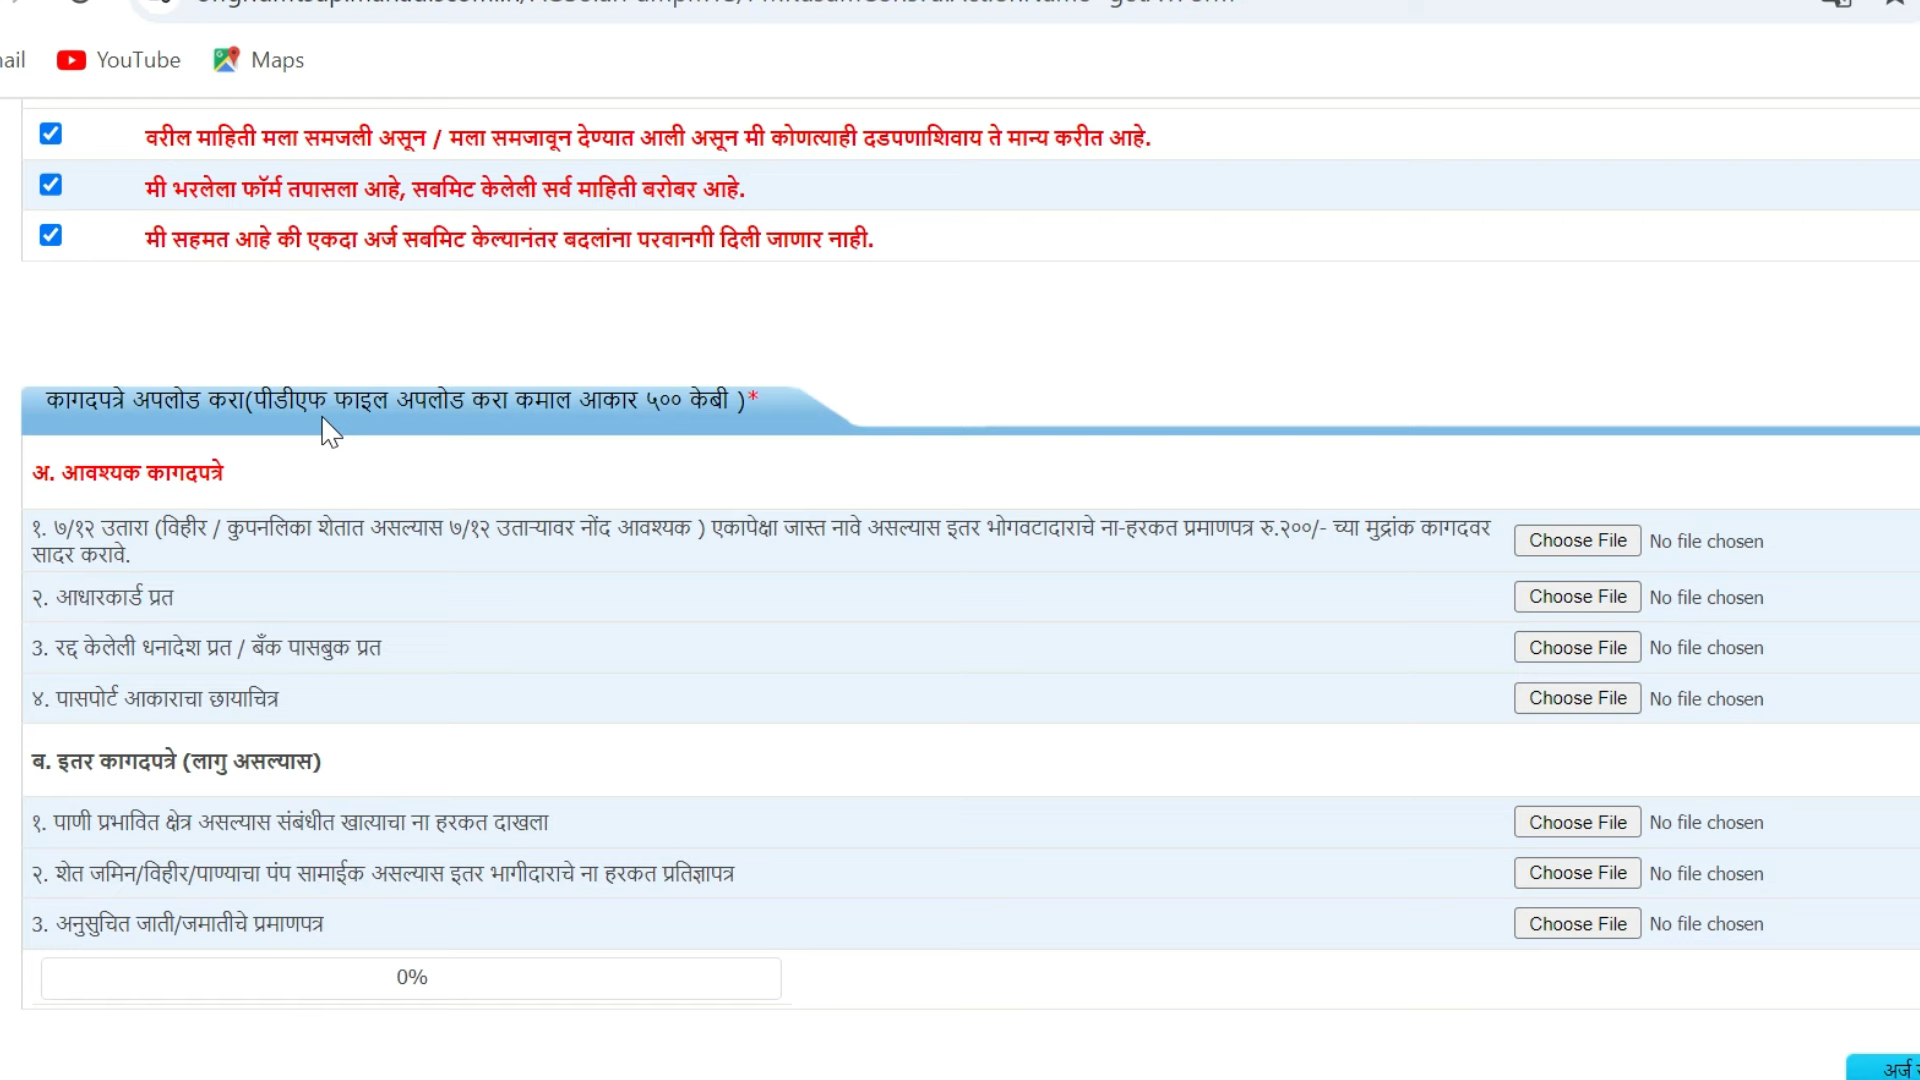 YouTube
Maps
वरील माहिती मला समजली असून / मला समजावून देण्यात आली असून मी कोणत्याही दडपणाशिवाय ते मान्य करीत आहे.
मी भरलेला फॉर्म तपासला आहे, सबमिट केलेली सर्व माहिती बरोबर आहे.
मी सहमत आहे की एकदा अर्ज सबमिट केल्यानंतर बदलांना परवानगी दिली जाणार नाही.
कागदपत्रे अपलोड करा(पीडीएफ फाइल अपलोड करा कमाल आकार ५०० केबी )*
अ. आवश्यक कागदपत्रे
१. ७/१२ उतारा (विहीर / कुपनलिका शेतात असल्यास ७/१२ उताऱ्यावर नोंद आवश्यक ) एकापेक्षा जास्त नावे असल्यास इतर भोगवटादाराचे ना-हरकत प्रमाणपत्र रु.२००/- च्या मुद्रांक कागदवर
सादर करावे.
Choose File No file chosen
२. आधारकार्ड प्रत
Choose File No file chosen
3. रद्द केलेली धनादेश प्रत / बँक पासबुक प्रत
Choose File No file chosen
४. पासपोर्ट आकाराचा छायाचित्र
Choose File No file chosen
ब. इतर कागदपत्रे (लागु असल्यास)
१. पाणी प्रभावित क्षेत्र असल्यास संबंधीत खात्याचा ना हरकत दाखला
Choose File No file chosen
२. शेत जमिन/विहीर/पाण्याचा पंप सामाईक असल्यास इतर भागीदाराचे ना हरकत प्रतिज्ञापत्र
Choose File No file chosen
3. अनुसुचित जाती/जमातीचे प्रमाणपत्र
Choose File No file chosen
0%
अर्ज